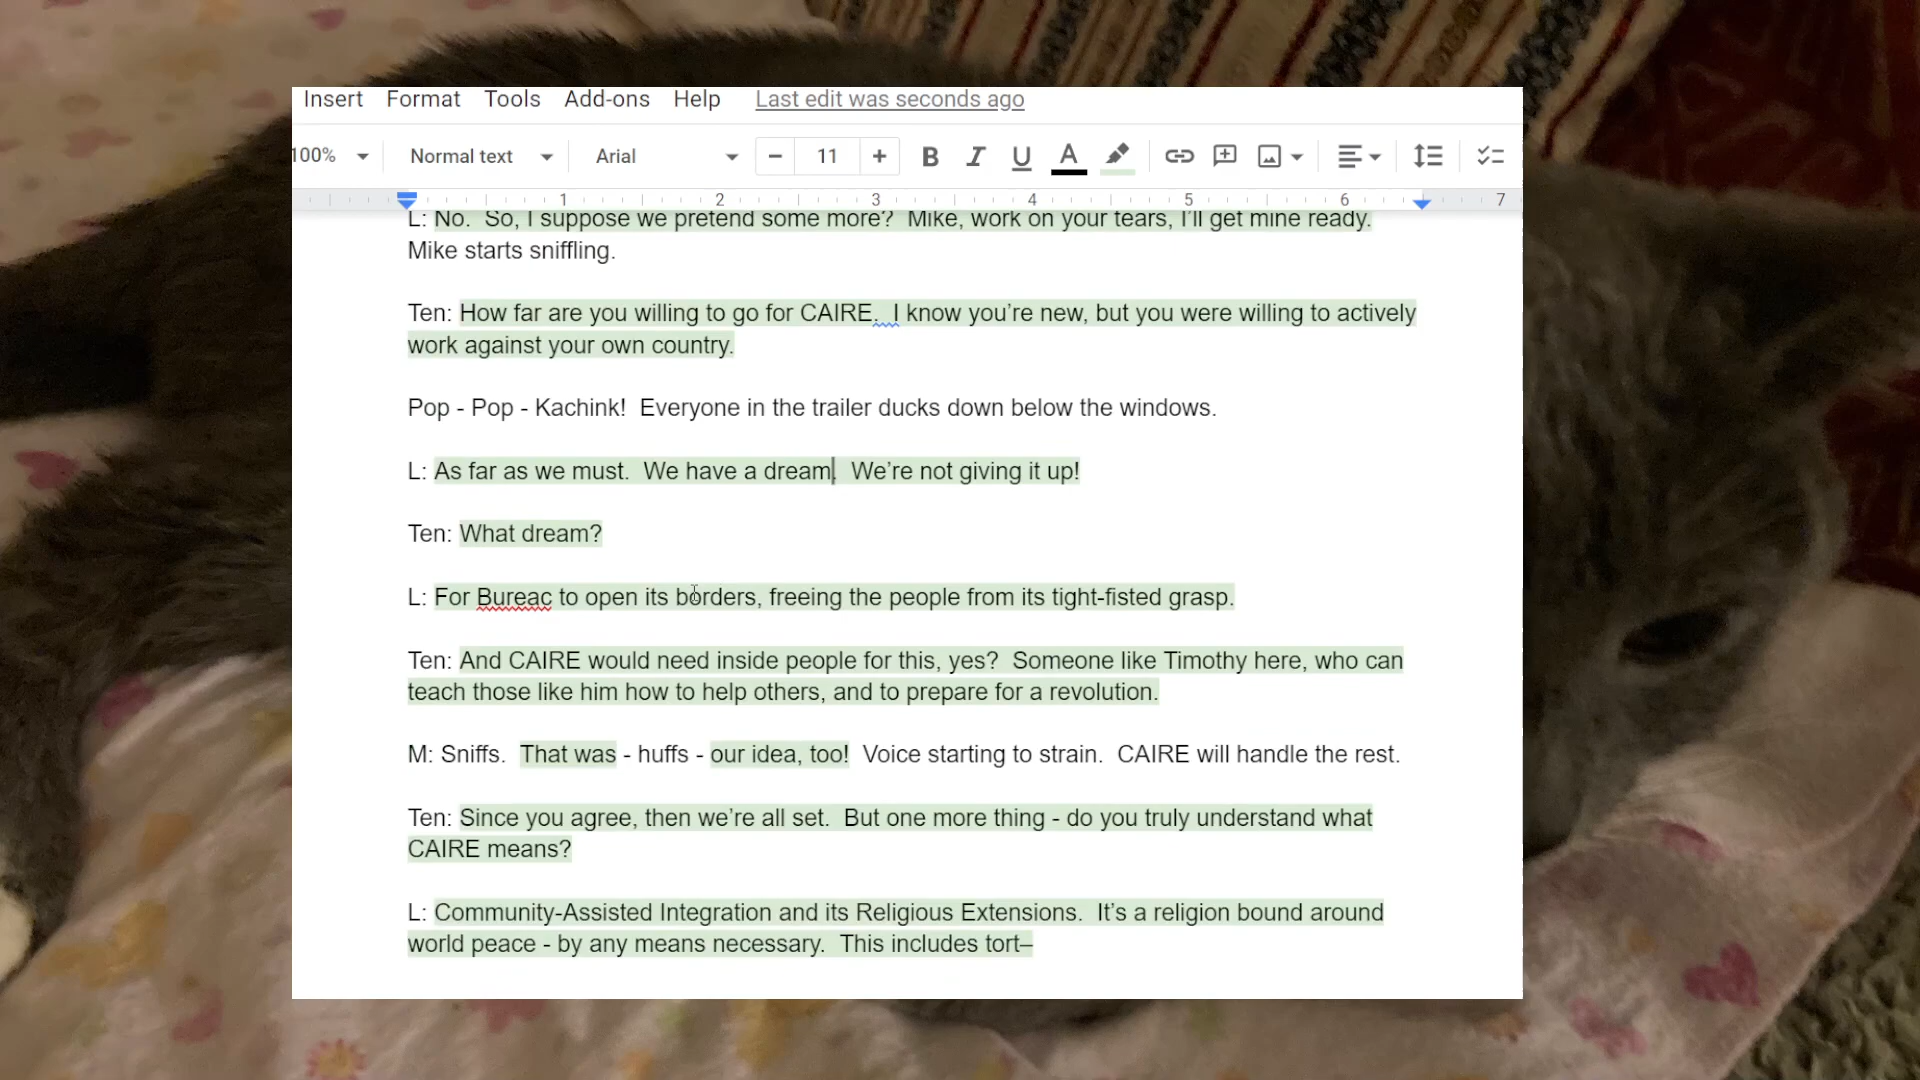 Insert Format Tools Add-ons Help Last edit was seconds ago
100% Normal text Arial 11 B I U A
1 2 3 4 5 6 7
L: No. So, I suppose we pretend some more? Mike, work on your tears, I’ll get mine ready.
Mike starts sniffling.
Ten: How far are you willing to go for CAIRE. I know you’re new, but you were willing to actively
work against your own country.
Pop - Pop - Kachink! Everyone in the trailer ducks down below the windows.
L: As far as we must. We have a dream. We’re not giving it up!
Ten: What dream?
L: For Bureac to open its borders, freeing the people from its tight-fisted grasp.
Ten: And CAIRE would need inside people for this, yes? Someone like Timothy here, who can
teach those like him how to help others, and to prepare for a revolution.
M: Sniffs. That was - huffs - our idea, too! Voice starting to strain. CAIRE will handle the rest.
Ten: Since you agree, then we’re all set. But one more thing - do you truly understand what
CAIRE means?
L: Community-Assisted Integration and its Religious Extensions. It’s a religion bound around
world peace - by any means necessary. This includes tort–